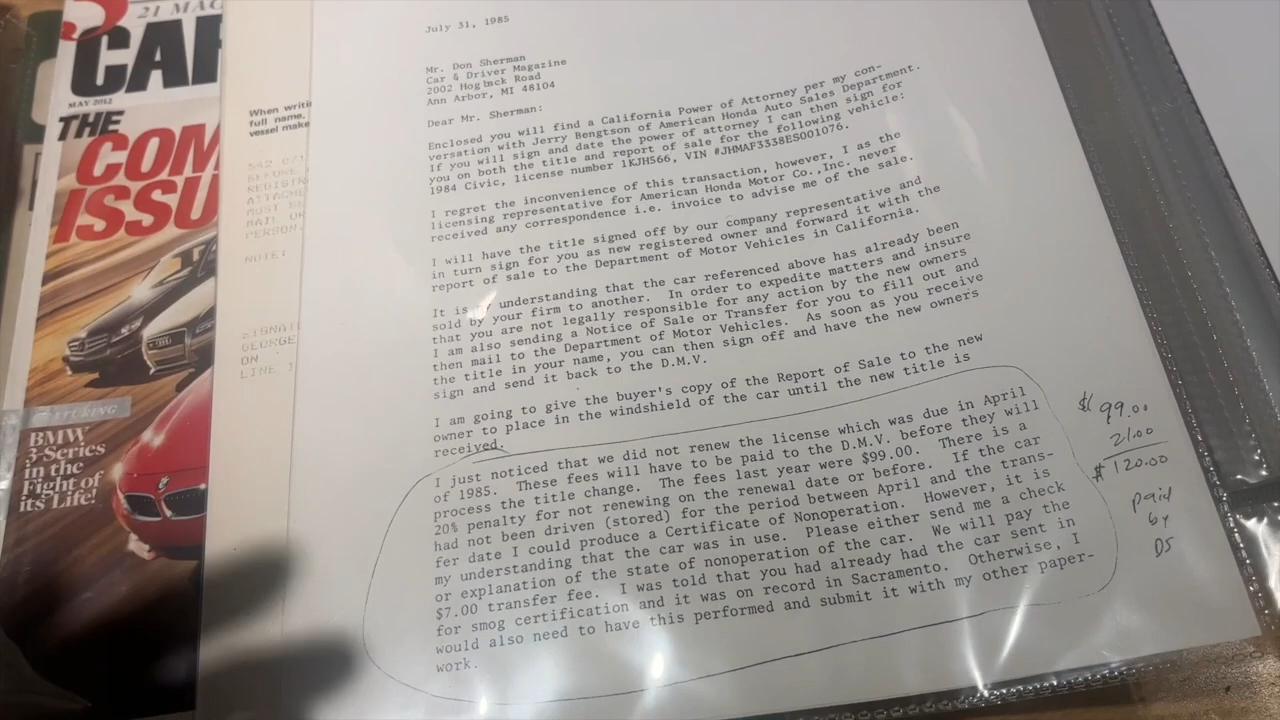 21 MAG
CAR
MAY 2012
THE
COM
ISSU
FEATURING
BMW
3-Series
in the
Fight of
its Life!
When writi
full name,
vessel make
BEFORE
REGISTR
ATTACHE
MUST BE
MAIL OR
PERSON.
NOTE:
GEORGE
ON
LINE 1
July 31, 1985
Mr. Don Sherman
Car & Driver Magazine
2002 Hogback Road
Ann Arbor, MI 48104
Dear Mr. Sherman:
Enclosed you will find a California Power of Attorney per my con-
versation with Jerry Bengtson of American Honda Auto Sales Department.
If you will sign and date the power of attorney I can then sign for
you on both the title and report of sale for the following vehicle:
1984 Civic, license number 1KJH566, VIN #JHMAF3338ES001076.
I regret the inconvenience of this transaction, however, I as the
licensing representative for American Honda Motor Co.,Inc. never
received any correspondence i.e. invoice to advise me of the sale.
I will have the title signed off by our company representative and
in turn sign for you as new registered owner and forward it with the
report of sale to the Department of Motor Vehicles in California.
It is my understanding that the car referenced above has already been
sold by your firm to another. In order to expedite matters and insure
that you are not legally responsible for any action by the new owners
I am also sending a Notice of Sale or Transfer for you to fill out and
then mail to the Department of Motor Vehicles. As soon as you receive
the title in your name, you can then sign off and have the new owners
sign and send it back to the D.M.V.
I am going to give the buyer's copy of the Report of Sale to the new
owner to place in the windshield of the car until the new title is
received.
I just noticed that we did not renew the license which was due in April
of 1985. These fees will have to be paid to the D.M.V. before they will
process the title change. The fees last year were $99.00. There is a
20% penalty for not renewing on the renewal date or before. If the car
had not been driven (stored) for the period between April and the trans-
fer date I could produce a Certificate of Nonoperation. However, it is
my understanding that the car was in use. Please either send me a check
or explanation of the state of nonoperation of the car. We will pay the
$7.00 transfer fee. I was told that you had already had the car sent in
for smog certification and it was on record in Sacramento. Otherwise, I
would also need to have this performed and submit it with my other paper-
work.
$ 99.00
21.00
$ 120.00
paid
by
DS